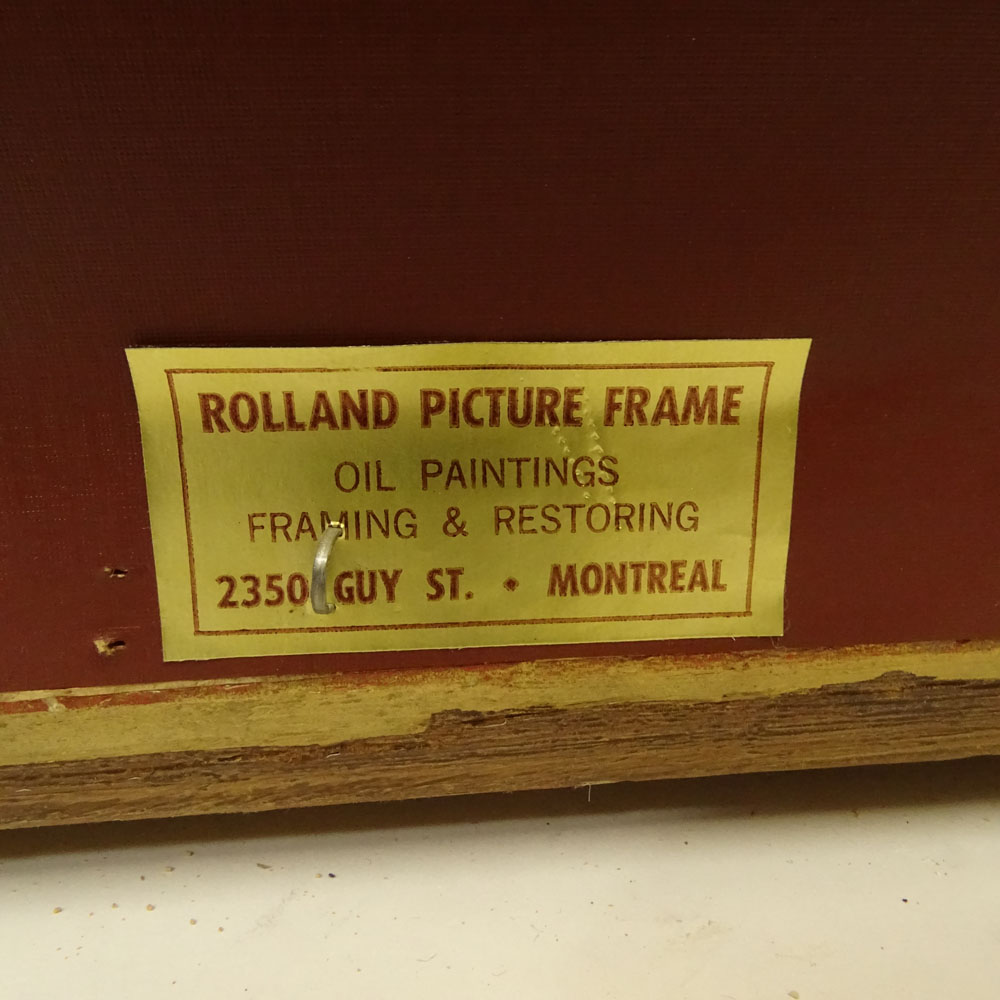 ROLLAND PICTURE FRAME
OIL PAINTINGS
FRAMING & RESTORING
2350 GUY ST. • MONTREAL